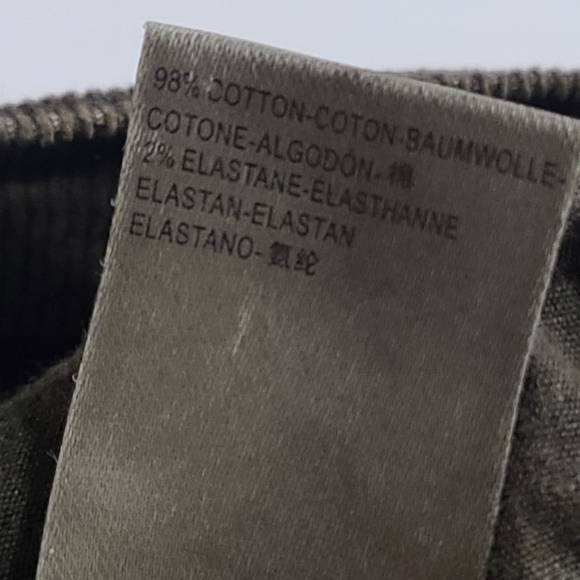 98% COTTON-COTON-BAUMWOLLE-
COTONE-ALGODÓN-棉
2% ELASTANE-ÉLASTHANNE
ELASTAN-ELASTAN
ELASTANO-氨纶